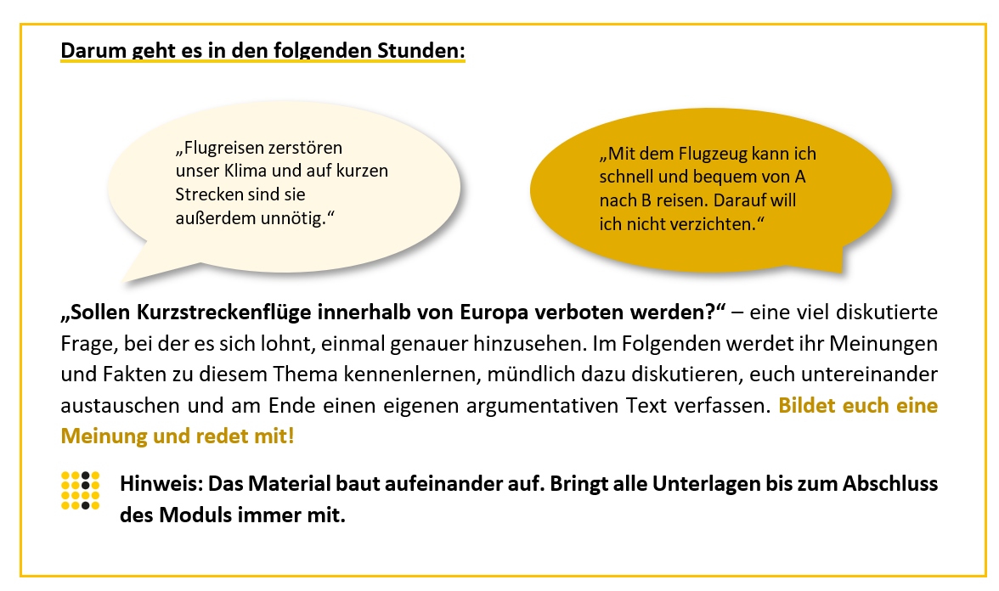 Darum geht es in den folgenden Stunden:
„Flugreisen zerstören
unser Klima und auf kurzen
Strecken sind sie
außerdem unnötig.“
„Mit dem Flugzeug kann ich
schnell und bequem von A
nach B reisen. Darauf will
ich nicht verzichten.“
„Sollen Kurzstreckenflüge innerhalb von Europa verboten werden?“ – eine viel diskutierte
Frage, bei der es sich lohnt, einmal genauer hinzusehen. Im Folgenden werdet ihr Meinungen
und Fakten zu diesem Thema kennenlernen, mündlich dazu diskutieren, euch untereinander
austauschen und am Ende einen eigenen argumentativen Text verfassen. Bildet euch eine
Meinung und redet mit!
Hinweis: Das Material baut aufeinander auf. Bringt alle Unterlagen bis zum Abschluss
des Moduls immer mit.